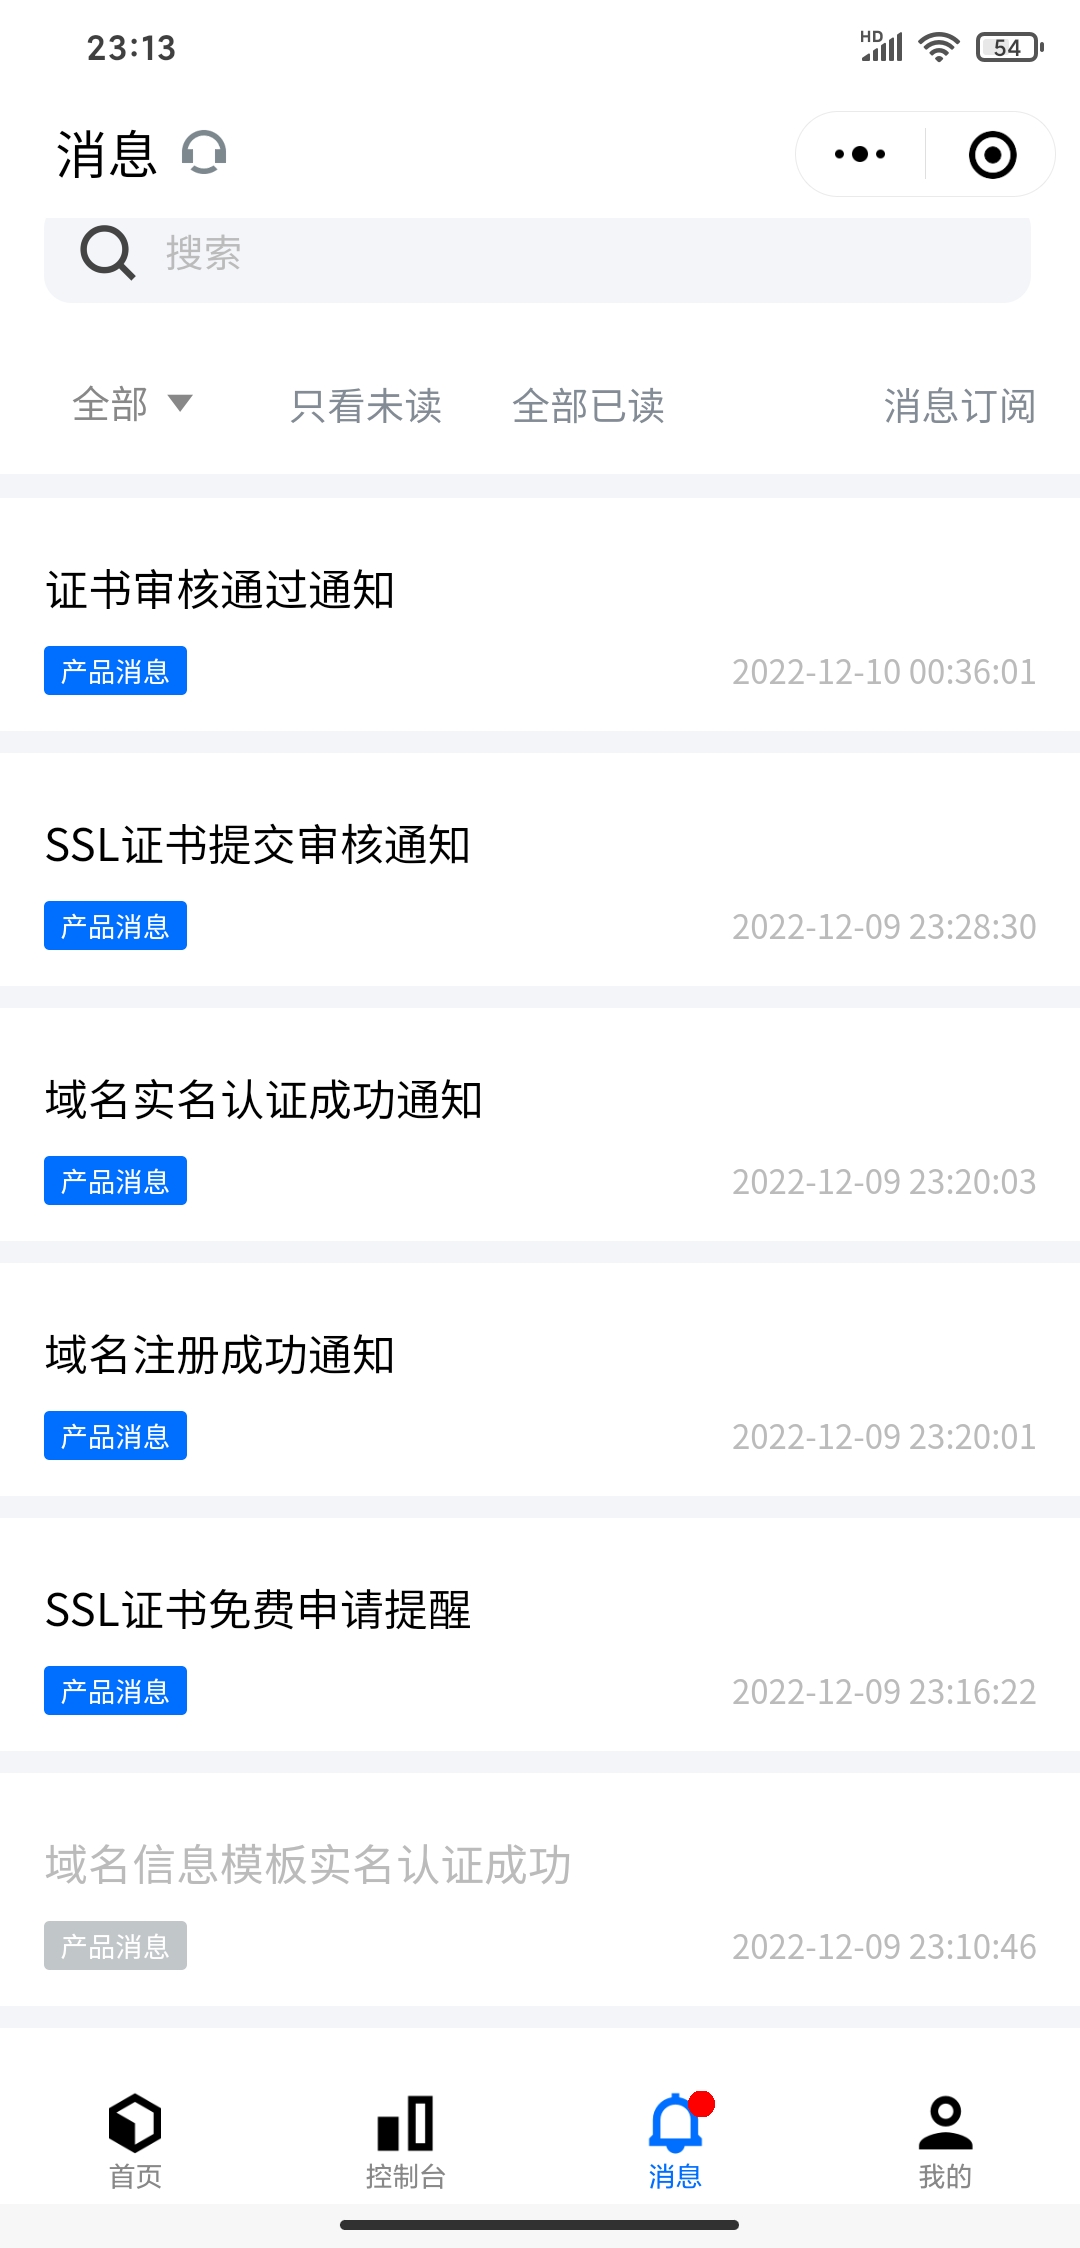 23:13
HD
54
消息
搜索
全部 只看未读 全部已读 消息订阅
证书审核通过通知
产品消息 2022-12-10 00:36:01
SSL证书提交审核通知
产品消息 2022-12-09 23:28:30
域名实名认证成功通知
产品消息 2022-12-09 23:20:03
域名注册成功通知
产品消息 2022-12-09 23:20:01
SSL证书免费申请提醒
产品消息 2022-12-09 23:16:22
域名信息模板实名认证成功
产品消息 2022-12-09 23:10:46
首页 控制台 消息 我的